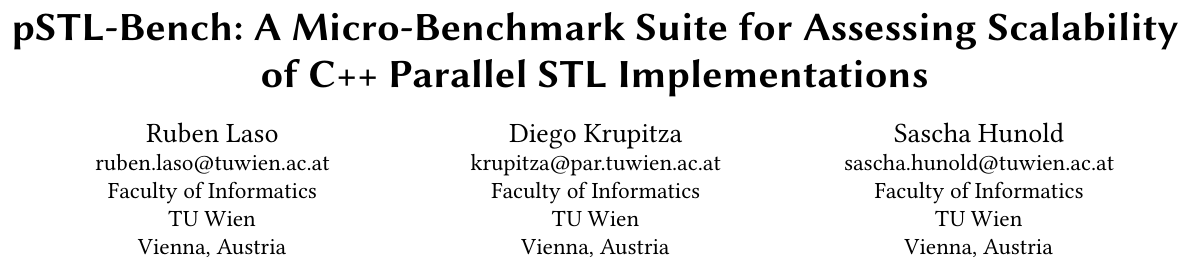 pSTL-Bench: A Micro-Benchmark Suite for Assessing Scalability
of C++ Parallel STL Implementations
Ruben Laso
ruben.laso@tuwien.ac.at
Faculty of Informatics
TU Wien
Vienna, Austria
Diego Krupitza
krupitza@par.tuwien.ac.at
Faculty of Informatics
TU Wien
Vienna, Austria
Sascha Hunold
sascha.hunold@tuwien.ac.at
Faculty of Informatics
TU Wien
Vienna, Austria